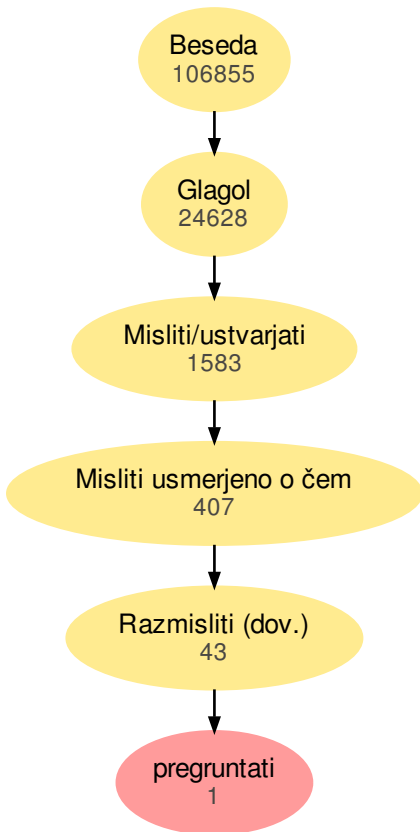 Beseda
106855
Glagol
24628
Misliti/ustvarjati
1583
Misliti usmerjeno o čem
407
Razmisliti (dov.)
43
pregruntati
1